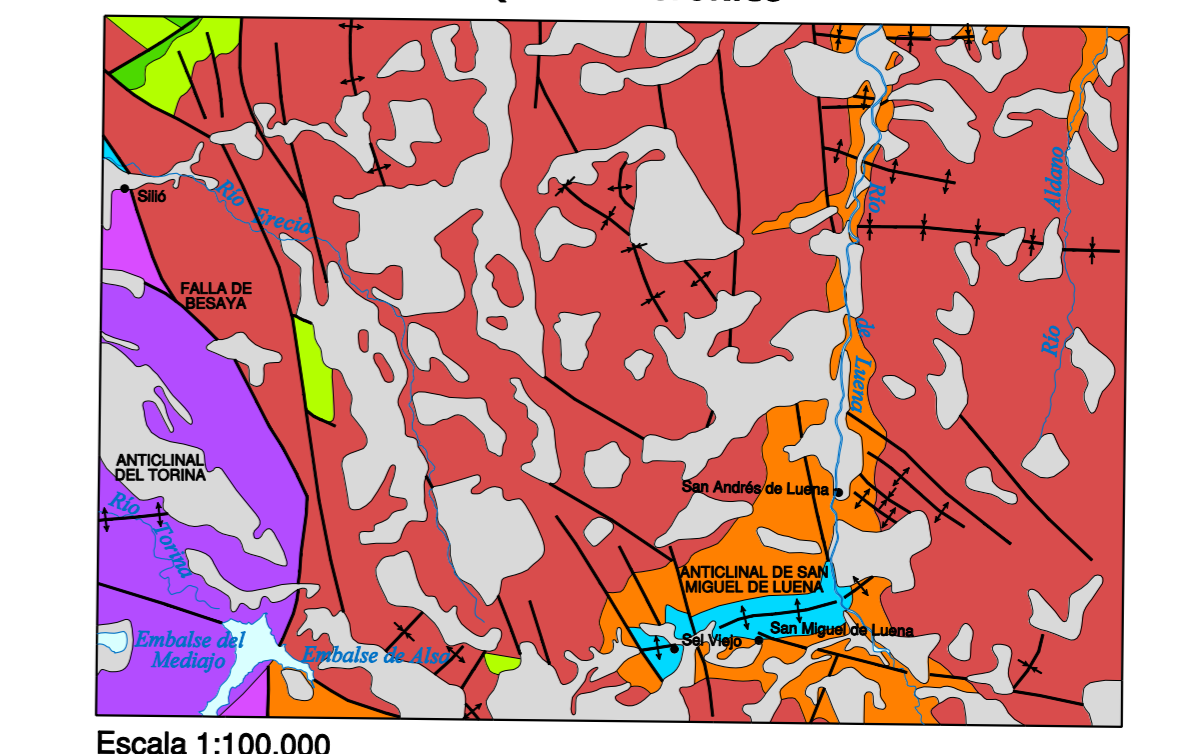 Silió
Río Erecia
FALLA DE
BESAYA
Río
de
Luena
Aldano
Río
ANTICLINAL
DEL TORINA
Río
Torina
San Andrés de Luena
ANTICLINAL DE SAN
MIGUEL DE LUENA
San Miguel de Luena
Sel Viejo
Embalse del
Mediajo
Embalse de Alsa
Escala 1:100.000